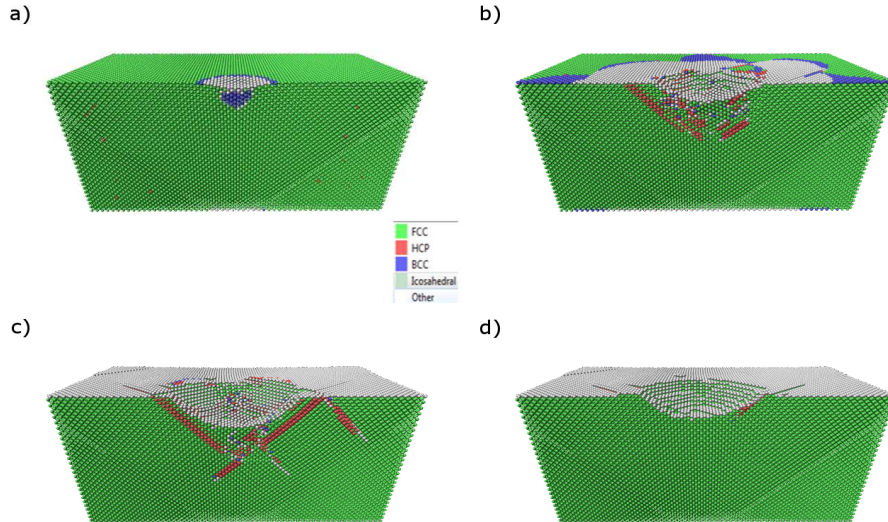 a)
b)
FCC
HCP
BCC
Icosahedral
Other
c)
d)